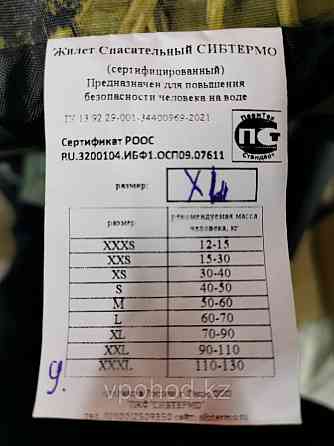 Жилет Спасательный СИБТЕРМО
(сертифицированный)
Предназначен для повышения
безопасности человека на воде
ТУ 13 92 29-001-34400969-2021
Сертификат РООС
RU.3200104.ИБФ1.ОСП09.07611
ПС
Стандарт
размер:
XL
размер: рекомендуемая масса человека, кг
XXXS 12-15
XXS 15-30
XS 30-40
S 40-50
M 50-60
L 60-70
XL 70-90
XXL 90-110
XXXL 110-130
vpohod.kz
"СИБТЕРМО"